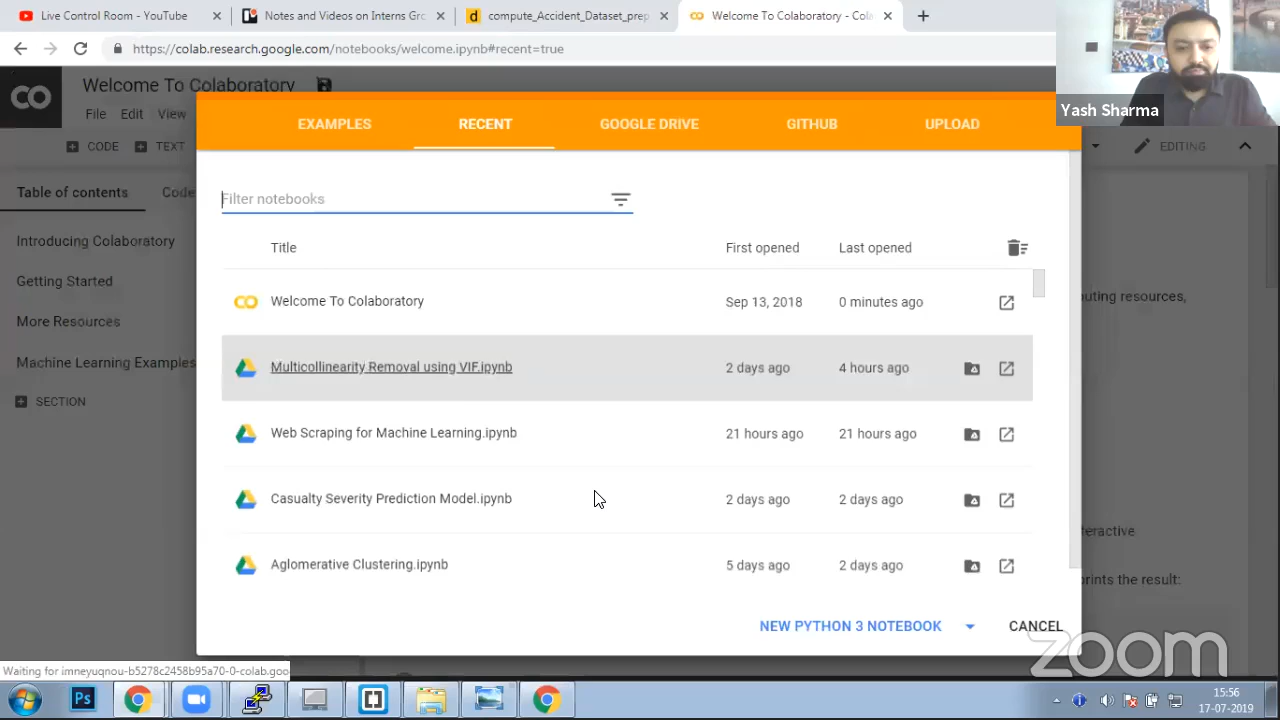 Live Control Room - YouTube
Notes and Videos on Interns Gro
compute_Accident_Dataset_prep
Welcome To Colaboratory - Col
https://colab.research.google.com/notebooks/welcome.ipynb#recent=true
CO
Welcome To Colaboratory
File Edit View
Yash Sharma
EXAMPLES RECENT GOOGLE DRIVE GITHUB UPLOAD
CODE TEXT
EDITING
Table of contents Code
Filter notebooks
Introducing Colaboratory
Title First opened Last opened
Getting Started
uting resources,
Welcome To Colaboratory Sep 13, 2018 0 minutes ago
More Resources
Machine Learning Examples
Multicollinearity Removal using VIF.ipynb 2 days ago 4 hours ago
SECTION
Web Scraping for Machine Learning.ipynb 21 hours ago 21 hours ago
Casualty Severity Prediction Model.ipynb 2 days ago 2 days ago
teractive
Aglomerative Clustering.ipynb 5 days ago 2 days ago
prints the result:
NEW PYTHON 3 NOTEBOOK CANCEL
zoom
Waiting for imneyuqnou-b5278c2458b95a70-0-colab.goo
Ps
15:56
17-07-2019